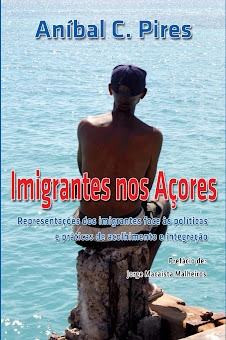 Aníbal C. Pires
Imigrantes nos Açores
Representações dos imigrantes face às políticas
e práticas de acolhimento e integração
Prefácio de:
Jorge Macaísta Malheiros